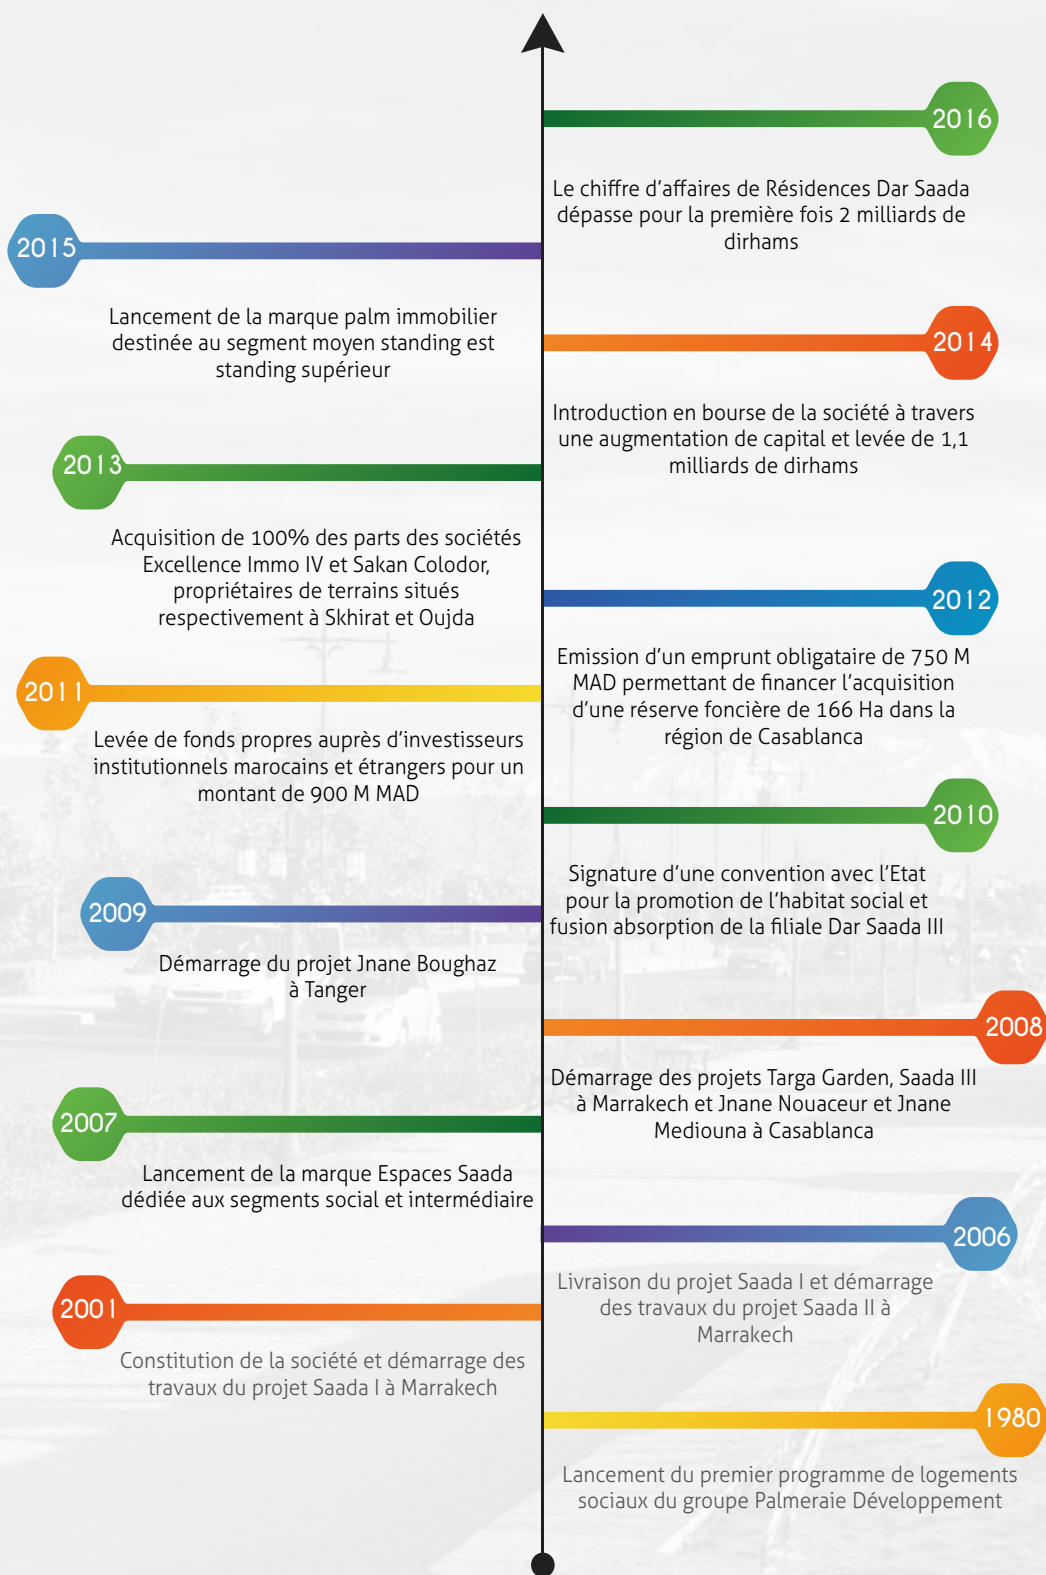 2016
Le chiffre d'affaires de Résidences Dar Saada
dépasse pour la première fois 2 milliards de
dirhams
2015
Lancement de la marque palm immobilier
destinée au segment moyen standing est
standing supérieur
2014
Introduction en bourse de la société à travers
une augmentation de capital et levée de 1,1
milliards de dirhams
2013
Acquisition de 100% des parts des sociétés
Excellence Immo IV et Sakan Colodor,
propriétaires de terrains situés
respectivement à Skhirat et Oujda
2012
Emission d'un emprunt obligataire de 750 M
MAD permettant de financer l'acquisition
d'une réserve foncière de 166 Ha dans la
région de Casablanca
2011
Levée de fonds propres auprès d'investisseurs
institutionnels marocains et étrangers pour un
montant de 900 M MAD
2010
Signature d'une convention avec l'Etat
pour la promotion de l'habitat social et
fusion absorption de la filiale Dar Saada III
2009
Démarrage du projet Jnane Boughaz
à Tanger
2008
Démarrage des projets Targa Garden, Saada III
à Marrakech et Jnane Nouaceur et Jnane
Mediouna à Casablanca
2007
Lancement de la marque Espaces Saada
dédiée aux segments social et intermédiaire
2006
Livraison du projet Saada I et démarrage
des travaux du projet Saada II à
Marrakech
2001
Constitution de la société et démarrage des
travaux du projet Saada I à Marrakech
1980
Lancement du premier programme de logements
sociaux du groupe Palmeraie Développement